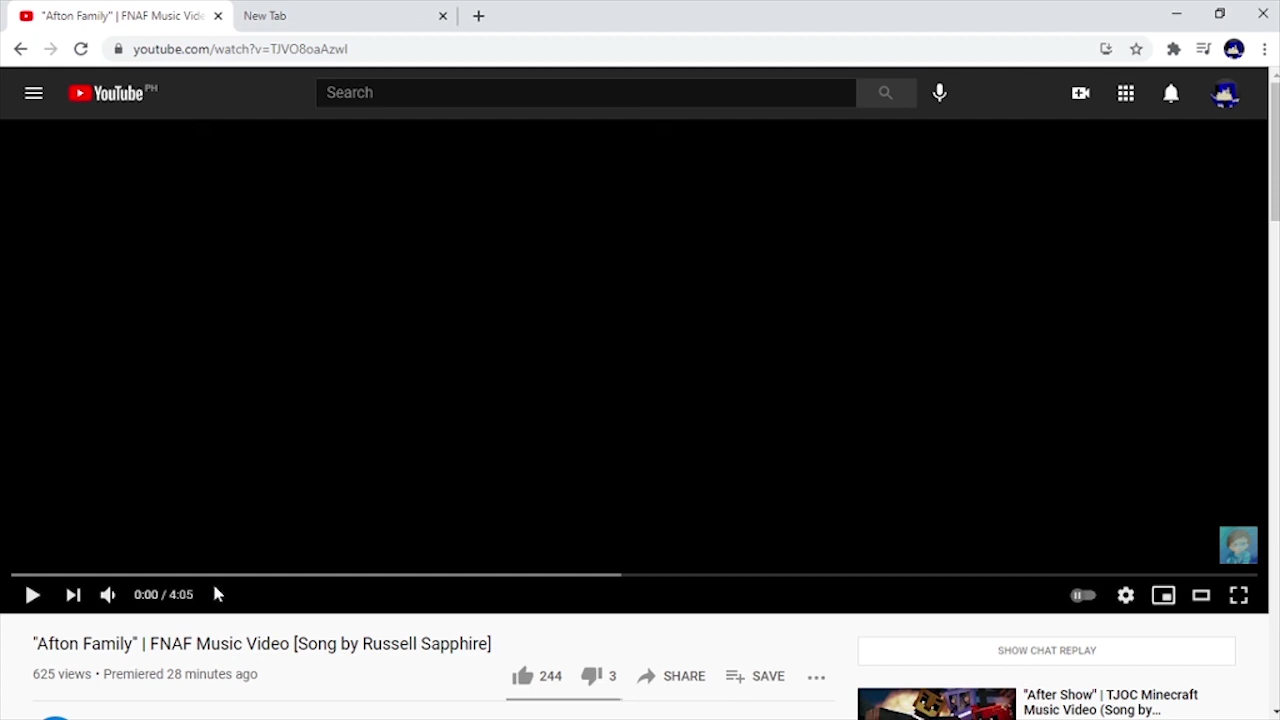 "Afton Family" | FNAF Music Vide
New Tab
youtube.com/watch?v=TJVO8oaAzwI
YouTube PH
Search
0:00 / 4:05
"Afton Family" | FNAF Music Video [Song by Russell Sapphire]
625 views • Premiered 28 minutes ago
244
3
SHARE
SAVE
SHOW CHAT REPLAY
"After Show" | TJOC Minecraft
Music Video (Song by...